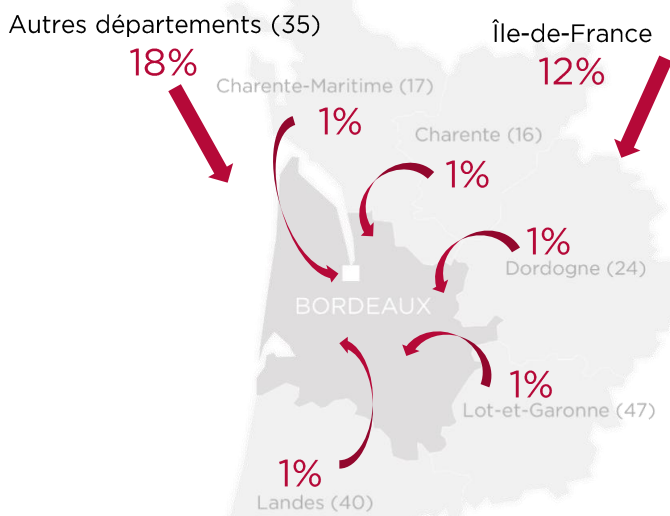 Autres départements (35)
18%
Île-de-France
12%
Charente-Maritime (17)
1%
Charente (16)
1%
1%
Dordogne (24)
BORDEAUX
1%
Lot-et-Garonne (47)
1%
Landes (40)